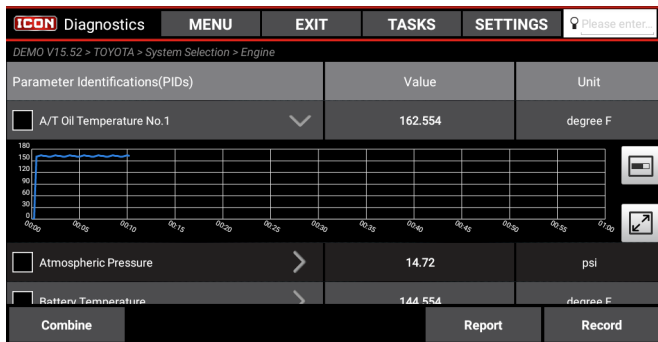 ICON Diagnostics MENU EXIT TASKS SETTINGS Please enter...
DEMO V15.52 > TOYOTA > System Selection > Engine
Parameter Identifications(PIDs) Value Unit
A/T Oil Temperature No.1 162.554 degree F
180
150
120
90
60
30
0
00:00 00:05 00:10 00:15 00:20 00:25 00:30 00:35 00:40 00:45 00:50 00:55 01:00
Atmospheric Pressure 14.72 psi
Battery Temperature 144.554 degree F
Combine Report Record